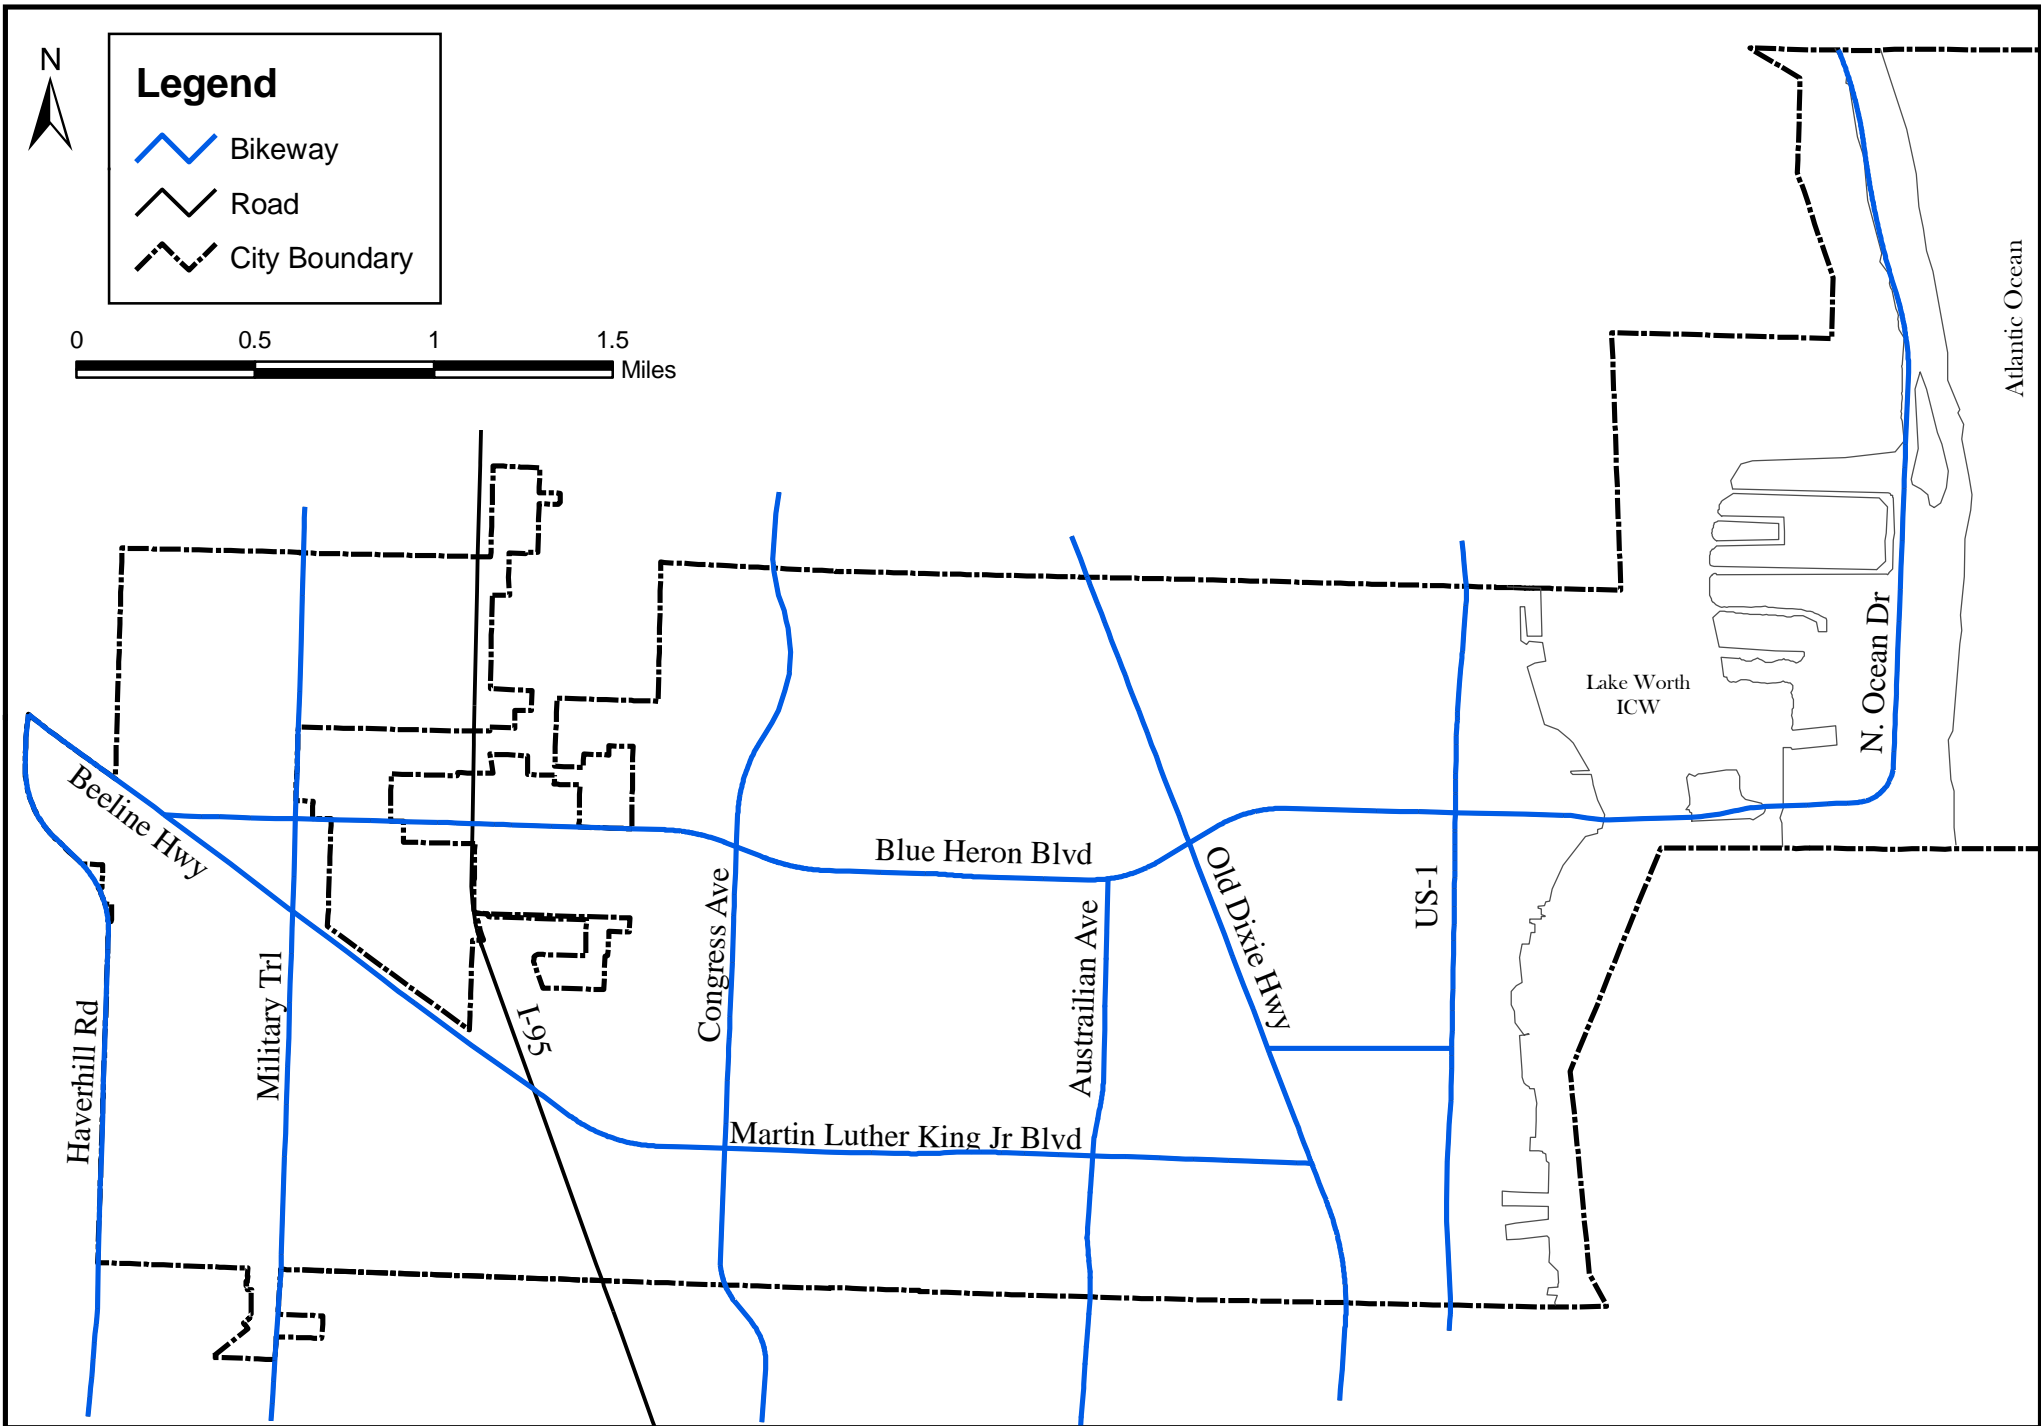 N
Legend
Bikeway
Road
City Boundary
0 0.5 1 1.5
Miles
Atlantic Ocean
Lake Worth
ICW
N. Ocean Dr
Beeline Hwy
Blue Heron Blvd
Old Dixie Hwy
US-1
Congress Ave
Austrailian Ave
Military Trl
I-95
Haverhill Rd
Martin Luther King Jr Blvd